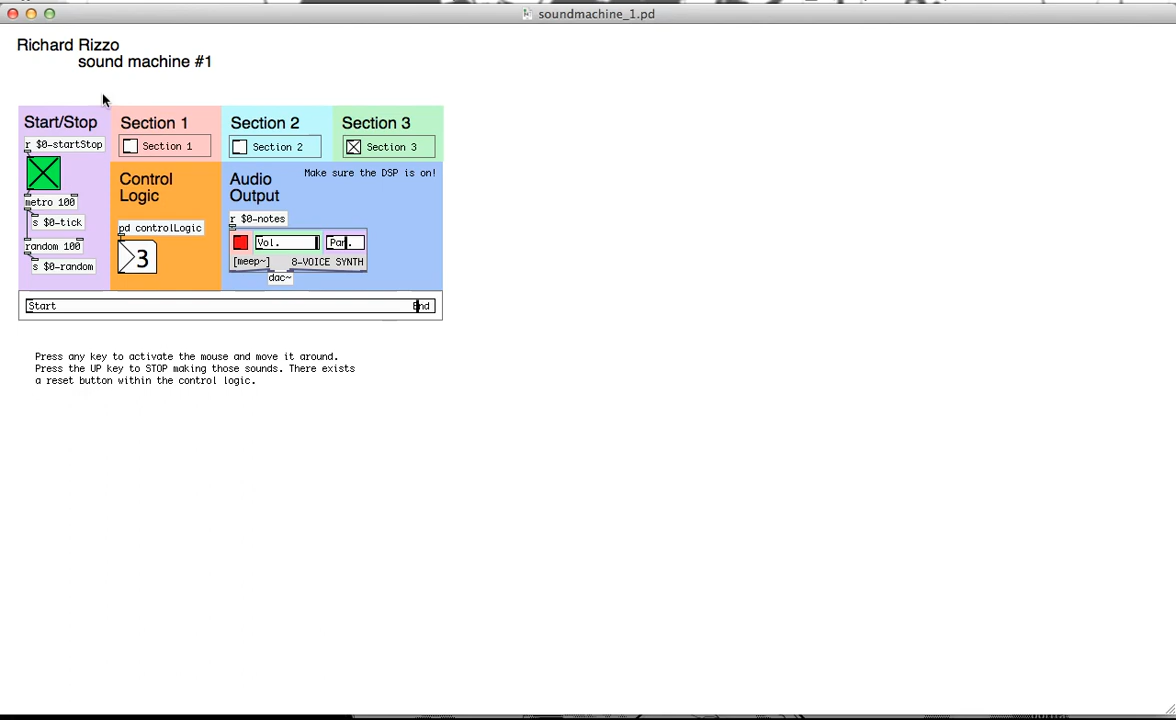 soundmachine_1.pd
Richard Rizzo
sound machine #1
Start/Stop
Section 1
Section 2
Section 3
r $0-startStop
Section 1
Section 2
Section 3
Control
Logic
Audio
Output
Make sure the DSP is on!
metro 100
s $0-tick
random 100
s $0-random
pd controlLogic
3
r $0-notes
Vol.
Pan.
[meep~]
8-VOICE SYNTH
dac~
Start
End
Press any key to activate the mouse and move it around.
Press the UP key to STOP making those sounds. There exists
a reset button within the control logic.